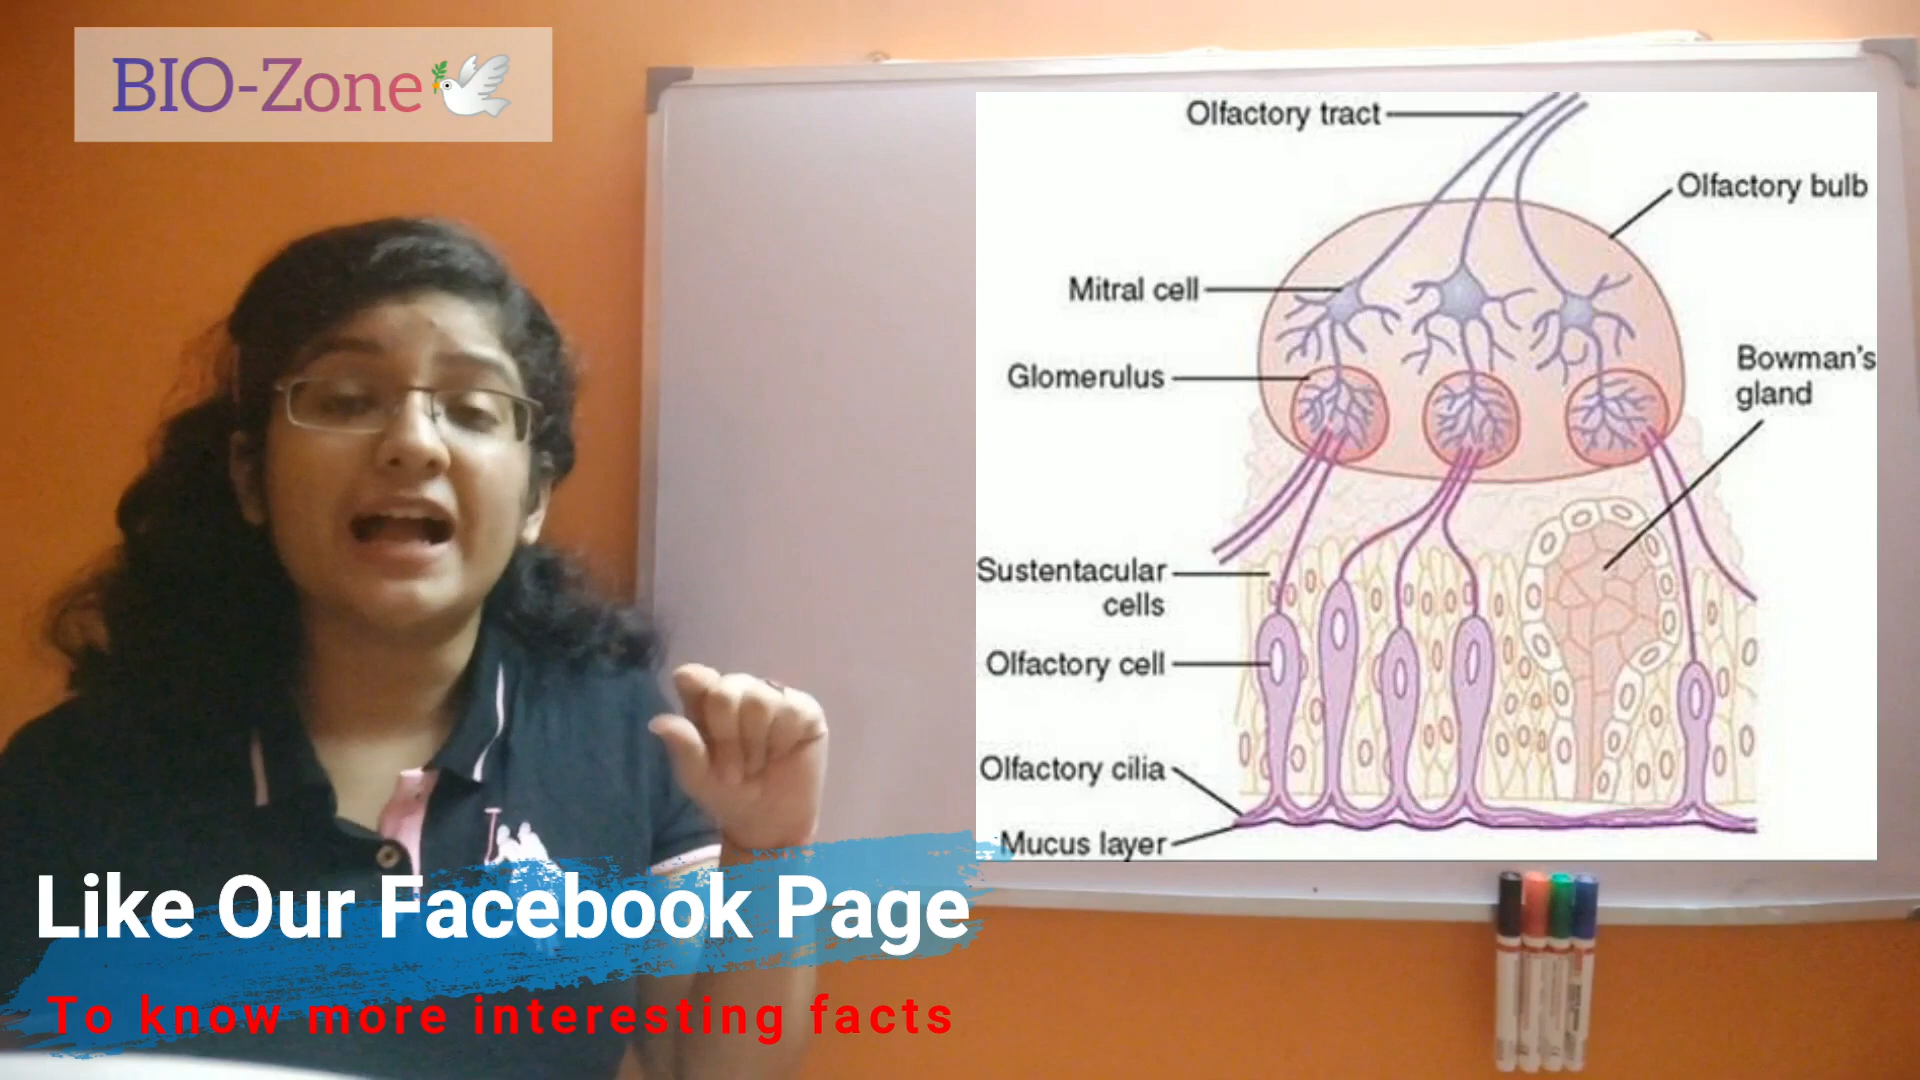 BIO-Zone🕊
Olfactory tract
Olfactory bulb
Mitral cell
Bowman's
gland
Glomerulus
Sustentacular
cells
Olfactory cell
Olfactory cilia
Mucus layer
Like Our Facebook Page
To know more interesting facts